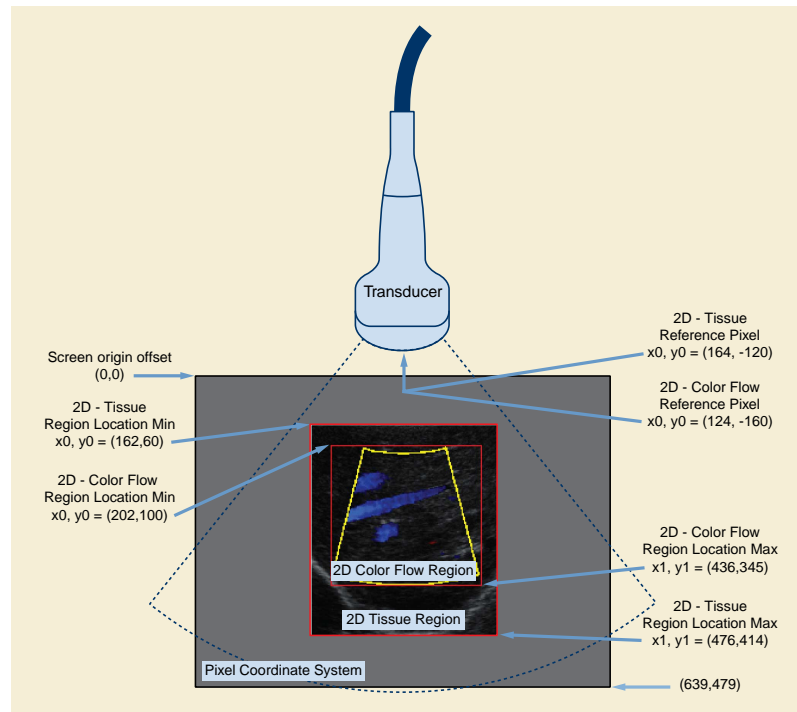 Transducer
2D - Tissue
Reference Pixel
x0, y0 = (164, -120)
Screen origin offset
(0,0)
2D - Color Flow
Reference Pixel
x0, y0 = (124, -160)
2D - Tissue
Region Location Min
x0, y0 = (162,60)
2D - Color Flow
Region Location Min
x0, y0 = (202,100)
2D - Color Flow
Region Location Max
x1, y1 = (436,345)
2D Color Flow Region
2D - Tissue
Region Location Max
x1, y1 = (476,414)
2D Tissue Region
Pixel Coordinate System
(639,479)